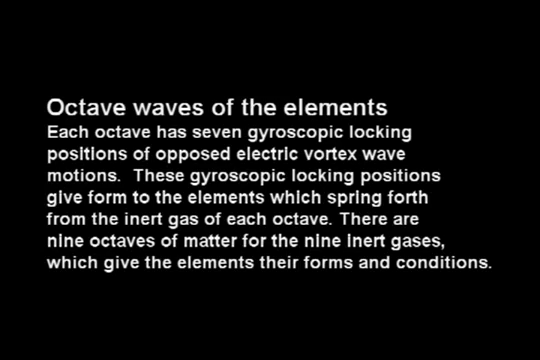 Octave waves of the elements
Each octave has seven gyroscopic locking
positions of opposed electric vortex wave
motions. These gyroscopic locking positions
give form to the elements which spring forth
from the inert gas of each octave. There are
nine octaves of matter for the nine inert gases,
which give the elements their forms and conditions.